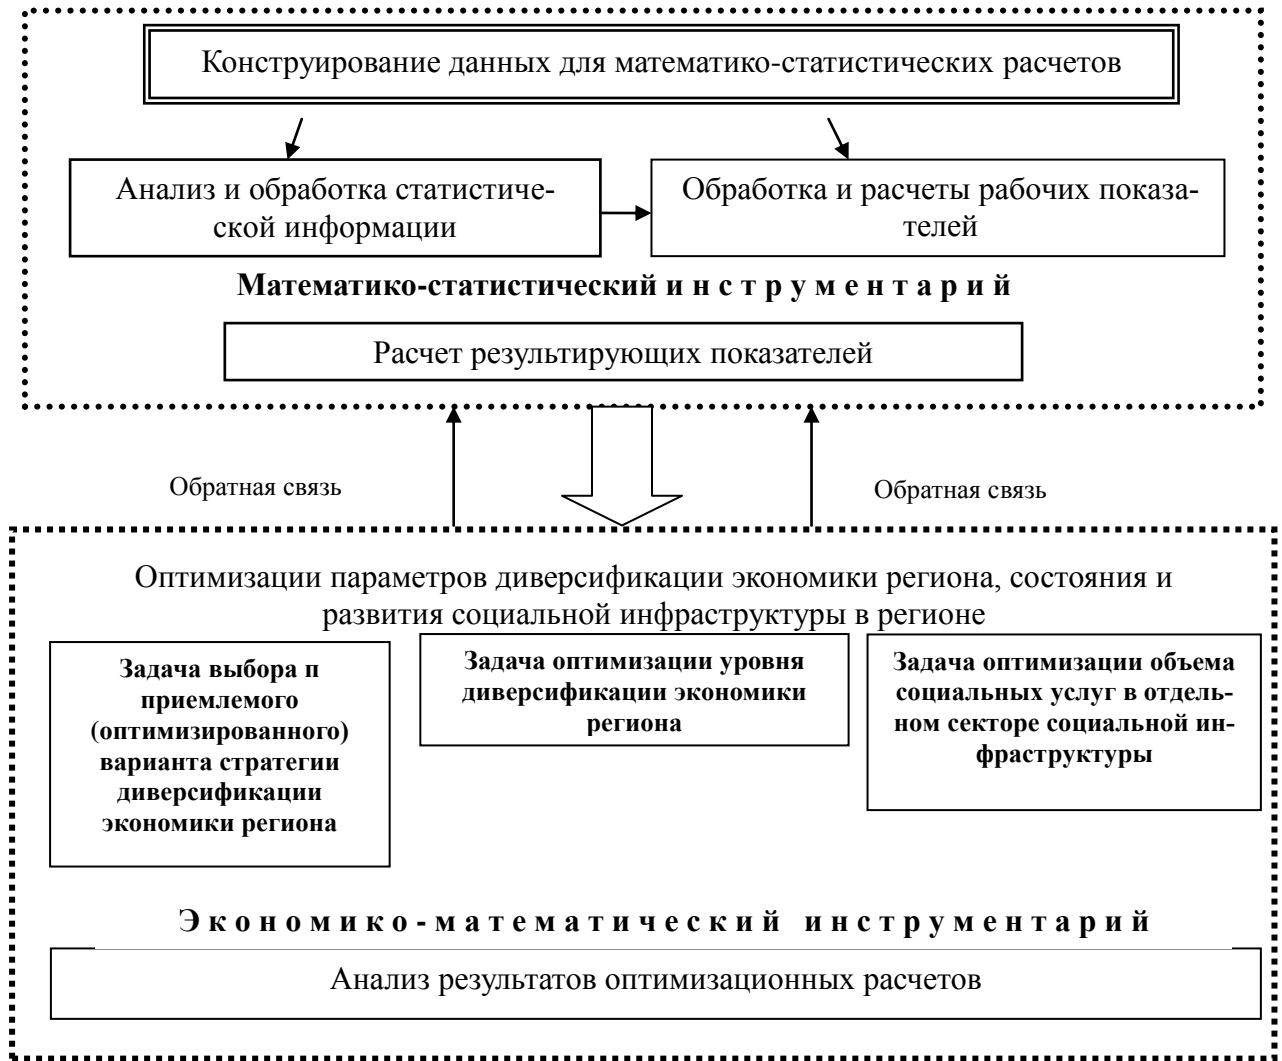 Конструирование данных для математико-статистических расчетов
Анализ и обработка статистиче-
ской информации
Обработка и расчеты рабочих показа-
телей
Математико-статистический и н с т р у м е н т а р и й
Расчет результирующих показателей
Обратная связь
Обратная связь
Оптимизации параметров диверсификации экономики региона, состояния и
развития социальной инфраструктуры в регионе
Задача выбора п
приемлемого
(оптимизированного)
варианта стратегии
диверсификации
экономики региона
Задача оптимизации уровня
диверсификации экономики
региона
Задача оптимизации объема
социальных услуг в отдель-
ном секторе социальной ин-
фраструктуры
Э к о н о м и к о - м а т е м а т и ч е с к и й и н с т р у м е н т а р и й
Анализ результатов оптимизационных расчетов